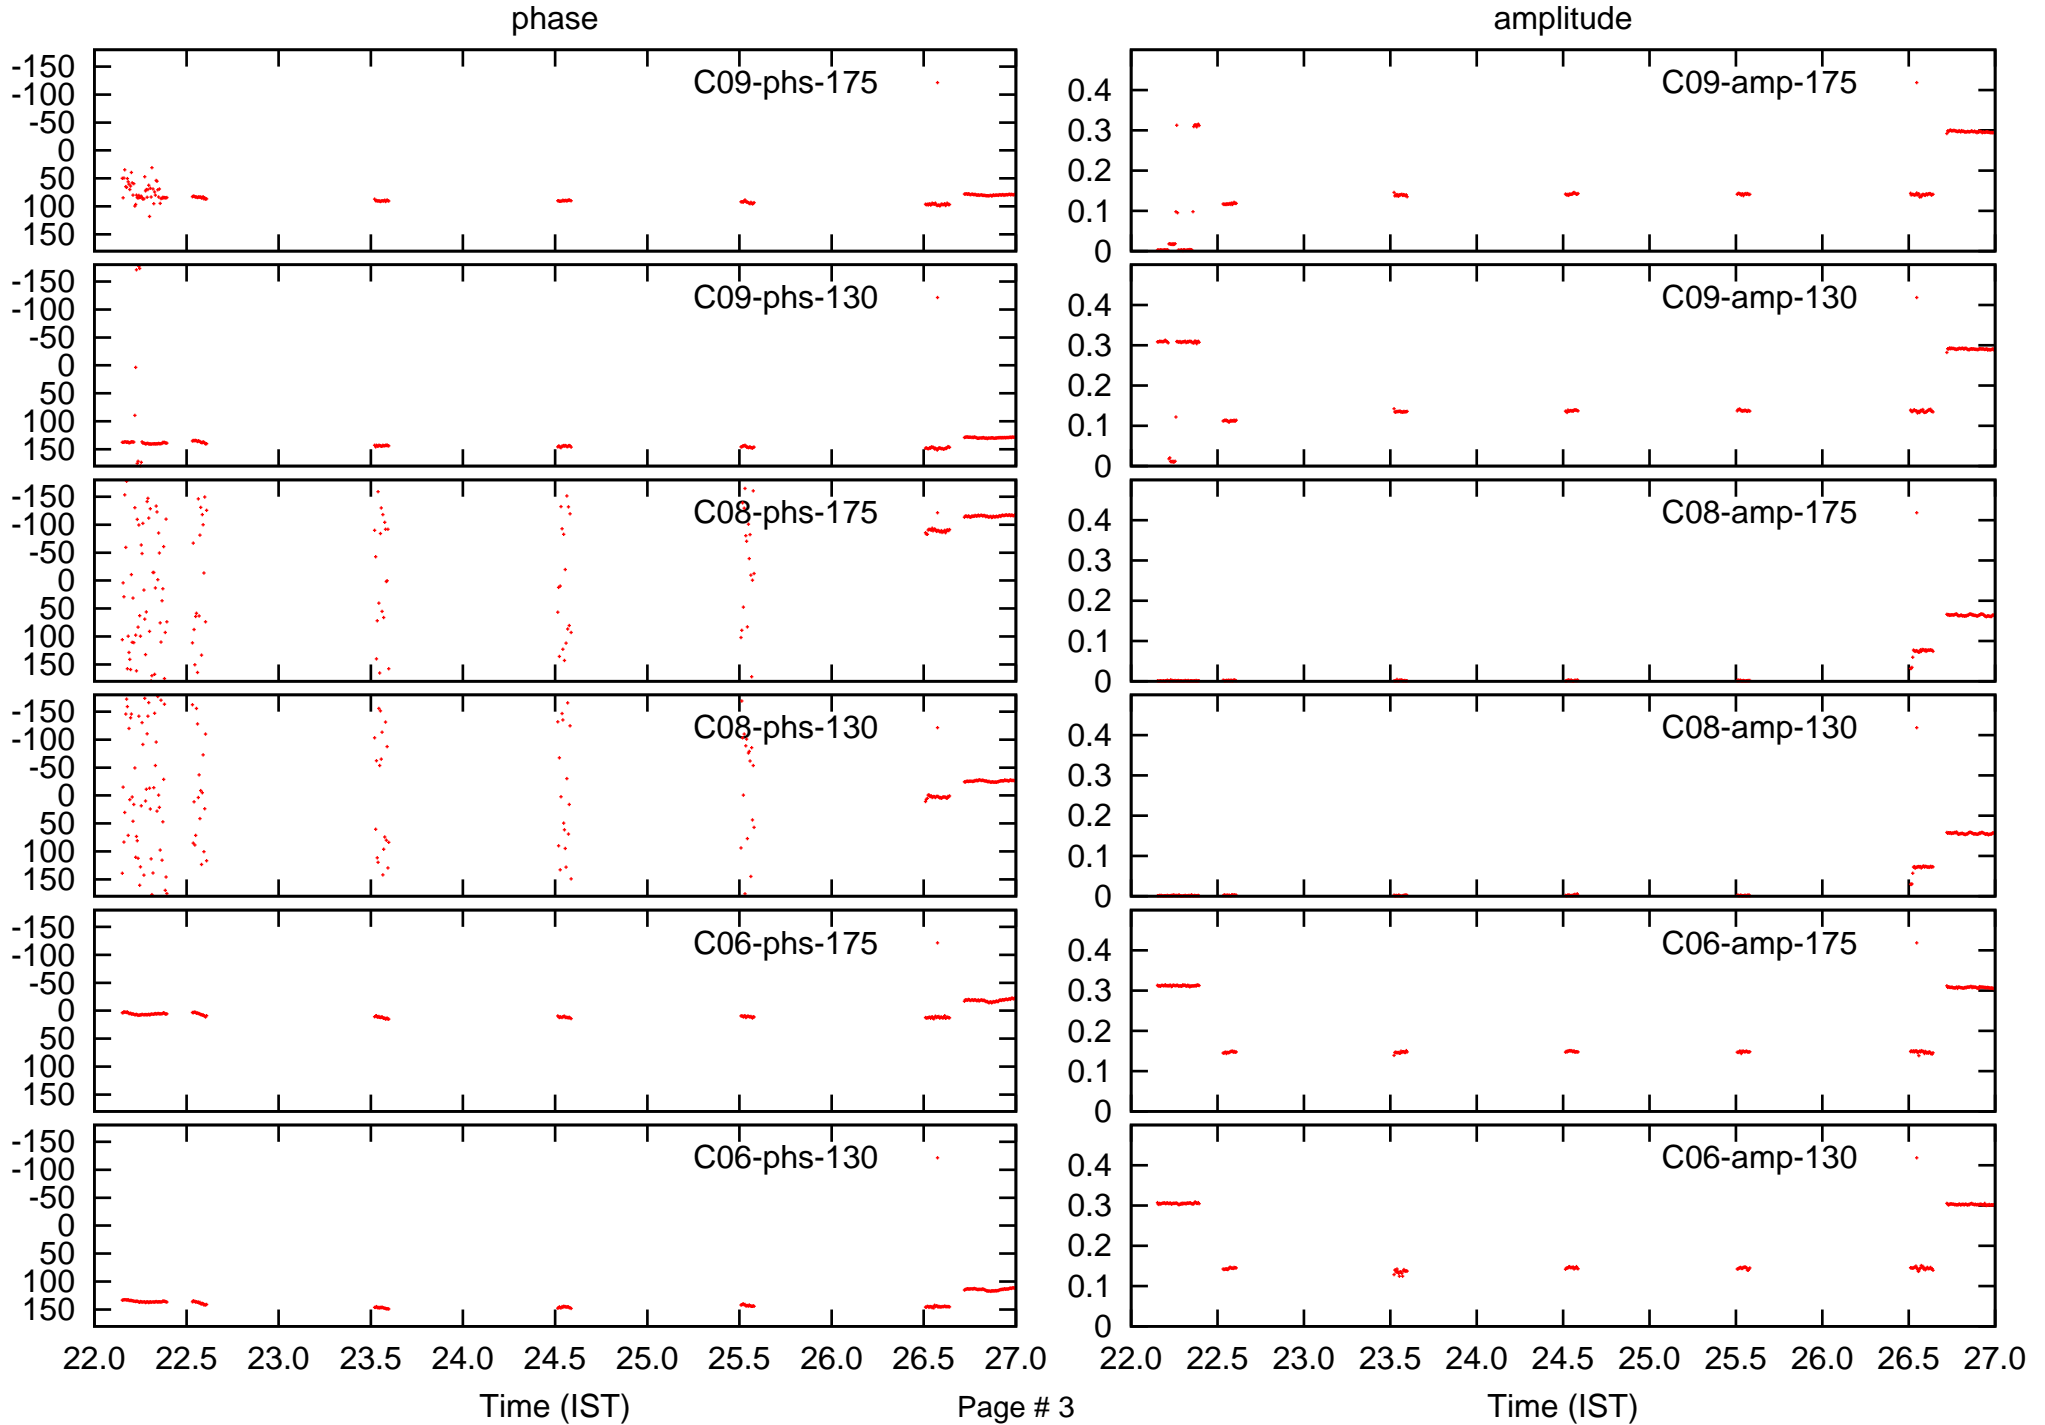 phase amplitude
-150 -100 -50 0 50 100 150 C09-phs-175 0.4 0.3 0.2 0.1 0 C09-amp-175
-150 -100 -50 0 50 100 150 C09-phs-130 0.4 0.3 0.2 0.1 0 C09-amp-130
-150 -100 -50 0 50 100 150 C08-phs-175 0.4 0.3 0.2 0.1 0 C08-amp-175
-150 -100 -50 0 50 100 150 C08-phs-130 0.4 0.3 0.2 0.1 0 C08-amp-130
-150 -100 -50 0 50 100 150 C06-phs-175 0.4 0.3 0.2 0.1 0 C06-amp-175
-150 -100 -50 0 50 100 150 C06-phs-130 0.4 0.3 0.2 0.1 0 C06-amp-130
22.0 22.5 23.0 23.5 24.0 24.5 25.0 25.5 26.0 26.5 27.0 22.0 22.5 23.0 23.5 24.0 24.5 25.0 25.5 26.0 26.5 27.0
Time (IST) Page # 3 Time (IST)